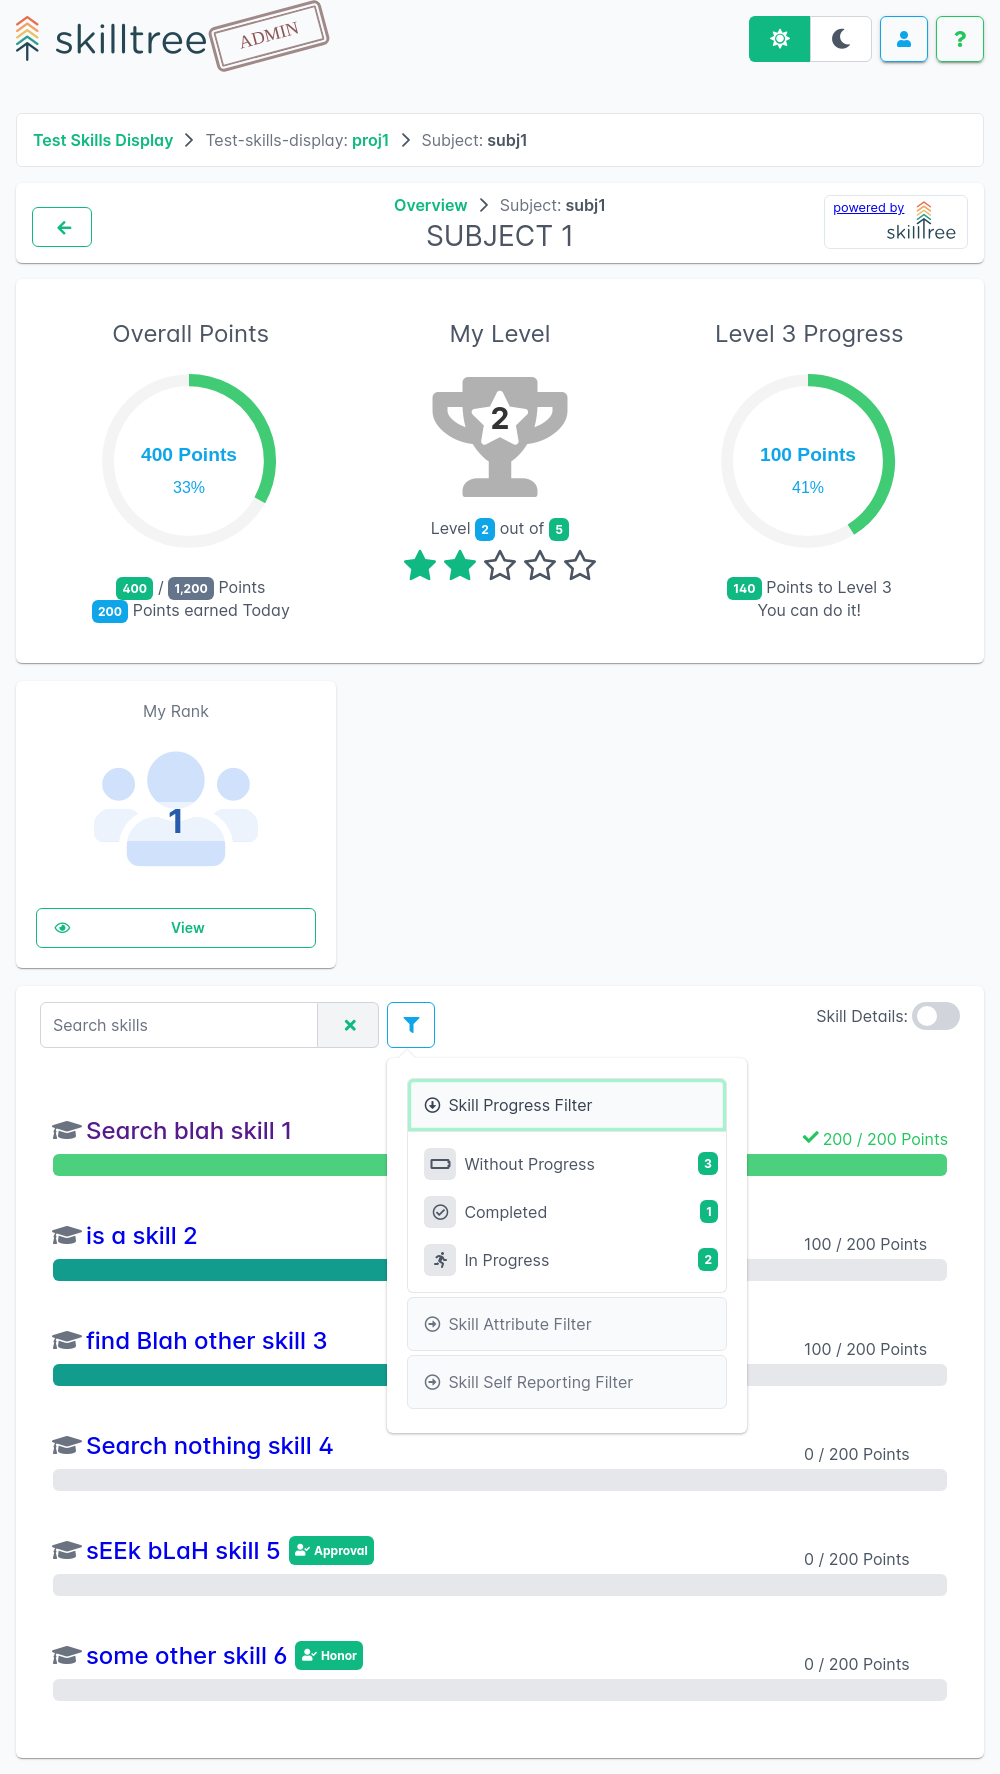 skilltree ADMIN
?
Test Skills Display Test-skills-display: proj1 Subject: subj1
Overview Subject: subj1
SUBJECT 1
powered by
skilltree
Overall Points
400 Points
33%
400 / 1,200 Points
200 Points earned Today
My Level
2
Level 2 out of 5
Level 3 Progress
100 Points
41%
140 Points to Level 3
You can do it!
My Rank
1
View
Search skills
Skill Details:
Skill Progress Filter
Without Progress 3
Completed 1
In Progress 2
Skill Attribute Filter
Skill Self Reporting Filter
Search blah skill 1
200 / 200 Points
is a skill 2
100 / 200 Points
find Blah other skill 3
100 / 200 Points
Search nothing skill 4
0 / 200 Points
sEEk bLaH skill 5 Approval
0 / 200 Points
some other skill 6 Honor
0 / 200 Points